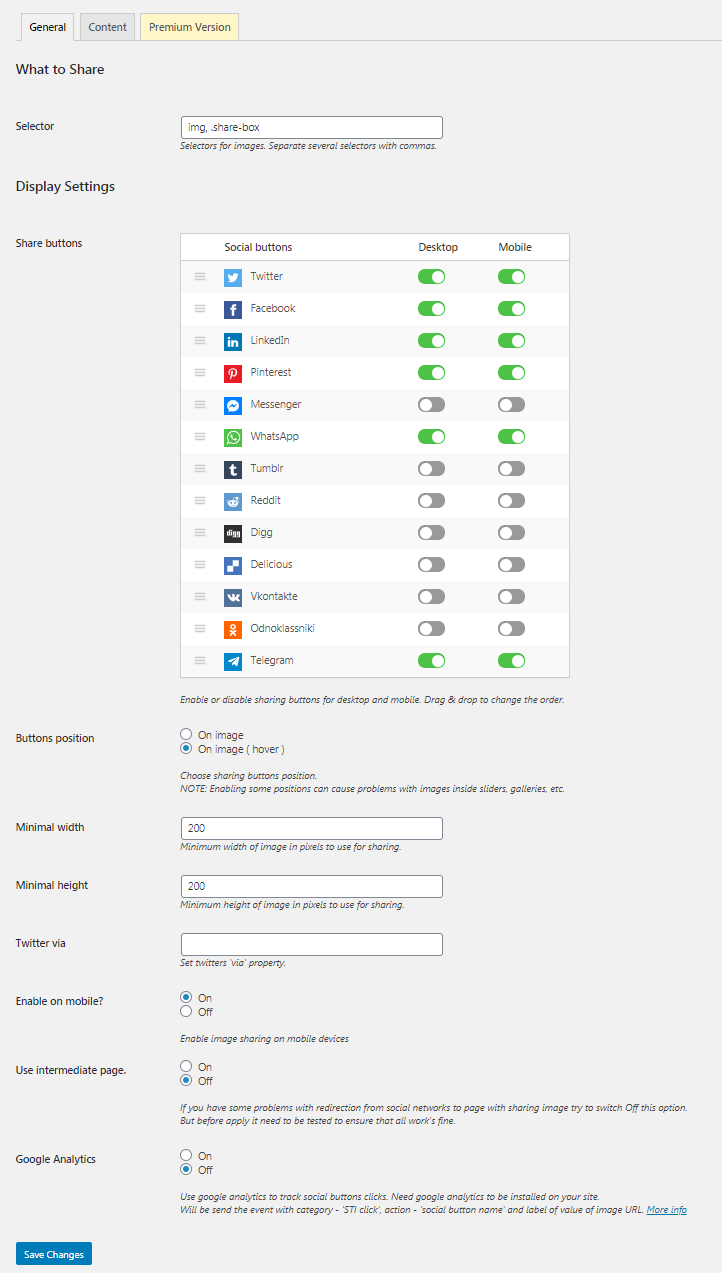 General Content Premium Version
What to Share
Selector img, .share-box
Selectors for images. Separate several selectors with commas.
Display Settings
Share buttons
Social buttons Desktop Mobile
Twitter
Facebook
LinkedIn
Pinterest
Messenger
WhatsApp
Tumblr
Reddit
digg Digg
Delicious
Vkontakte
Odnoklassniki
Telegram
Enable or disable sharing buttons for desktop and mobile. Drag & drop to change the order.
Buttons position On image
On image ( hover )
Choose sharing buttons position.
NOTE: Enabling some positions can cause problems with images inside sliders, galleries, etc.
Minimal width 200
Minimum width of image in pixels to use for sharing.
Minimal height 200
Minimum height of image in pixels to use for sharing.
Twitter via
Set twitters 'via' property.
Enable on mobile? On
Off
Enable image sharing on mobile devices
Use intermediate page. On
Off
If you have some problems with redirection from social networks to page with sharing image try to switch Off this option.
But before apply it need to be tested to ensure that all work's fine.
Google Analytics On
Off
Use google analytics to track social buttons clicks. Need google analytics to be installed on your site.
Will be send the event with category - 'STI click', action - 'social button name' and label of value of image URL. More info
Save Changes